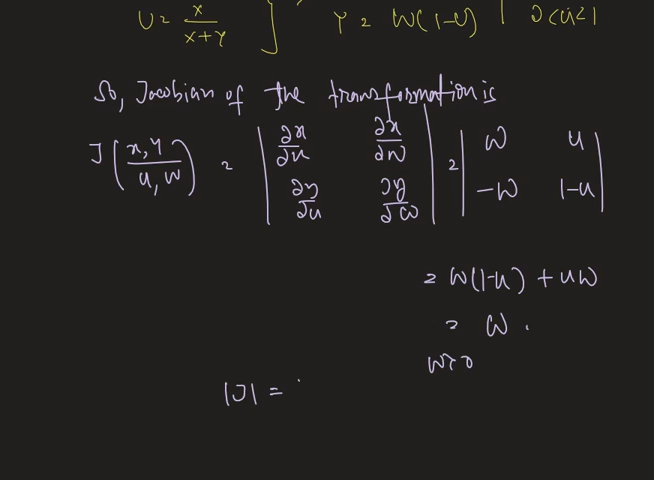 U = x/(x+Y) } Y = W(1-U) | 0<u<1
So, Jacobian of the transformation is
J(x,Y/u,W) = |∂x/∂u ∂x/∂W; ∂y/∂u ∂y/∂W| = |W u; -W 1-u|
= W(1-u) + uW
= W.
W>0
|J| =